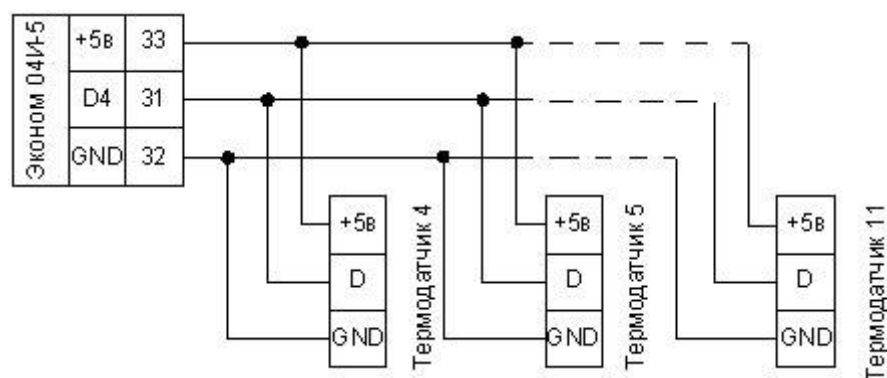 Эконом 04И-5
+5в 33
D4 31
GND 32
+5в
D
GND
Термодатчик 4
+5в
D
GND
Термодатчик 5
+5в
D
GND
Термодатчик 11